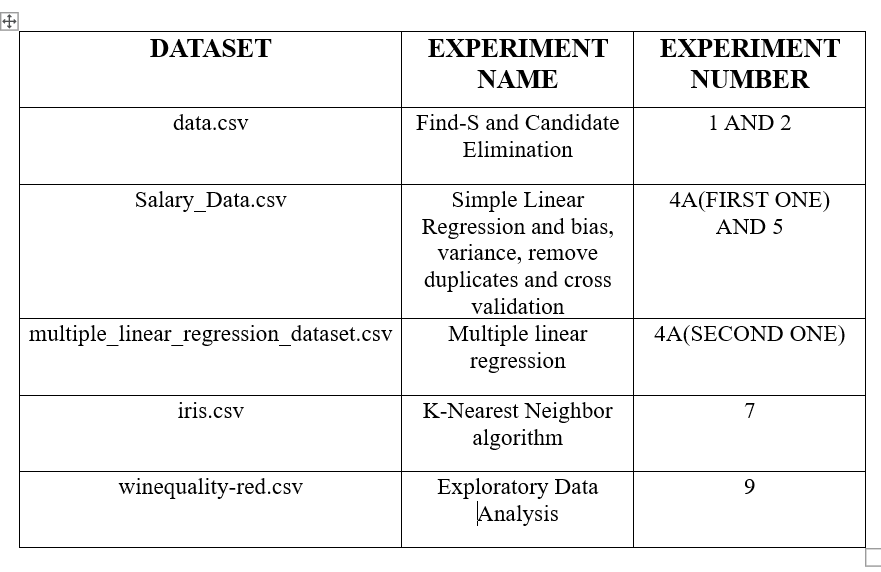 DATASET
EXPERIMENT
NAME
EXPERIMENT
NUMBER
data.csv
Find-S and Candidate
Elimination
1 AND 2
Salary_Data.csv
Simple Linear
Regression and bias,
variance, remove
duplicates and cross
validation
4A(FIRST ONE)
AND 5
multiple_linear_regression_dataset.csv
Multiple linear
regression
4A(SECOND ONE)
iris.csv
K-Nearest Neighbor
algorithm
7
winequality-red.csv
Exploratory Data
Analysis
9